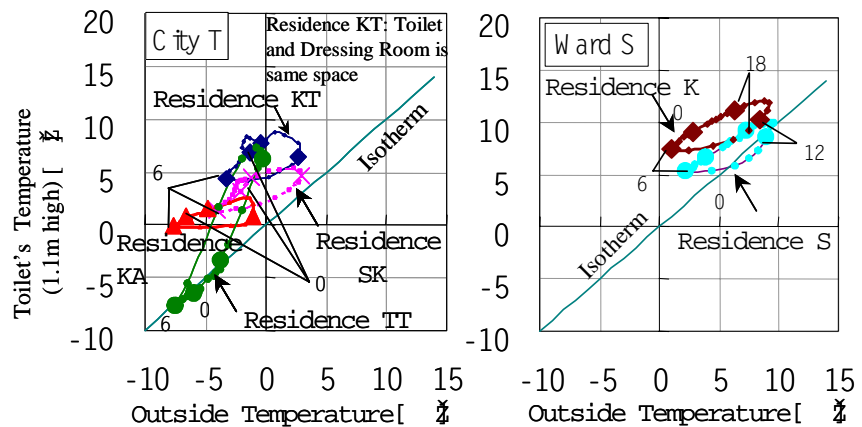 Toilet's Temperature
(1.1m high) [
20
15
10
5
0
-5
-10
City T
Residence KT: Toilet
and Dressing Room is
same space
Residence KT
Isotherm
6
Residence
KA
Residence
SK
0
Residence TT
0
6
-10 -5 0 5 10 15
Outside Temperature[
20
15
10
5
0
-5
-10
Ward S
18
Residence K
0
12
6
0
Residence S
Isotherm
-10 -5 0 5 10 15
Outside Temperature[